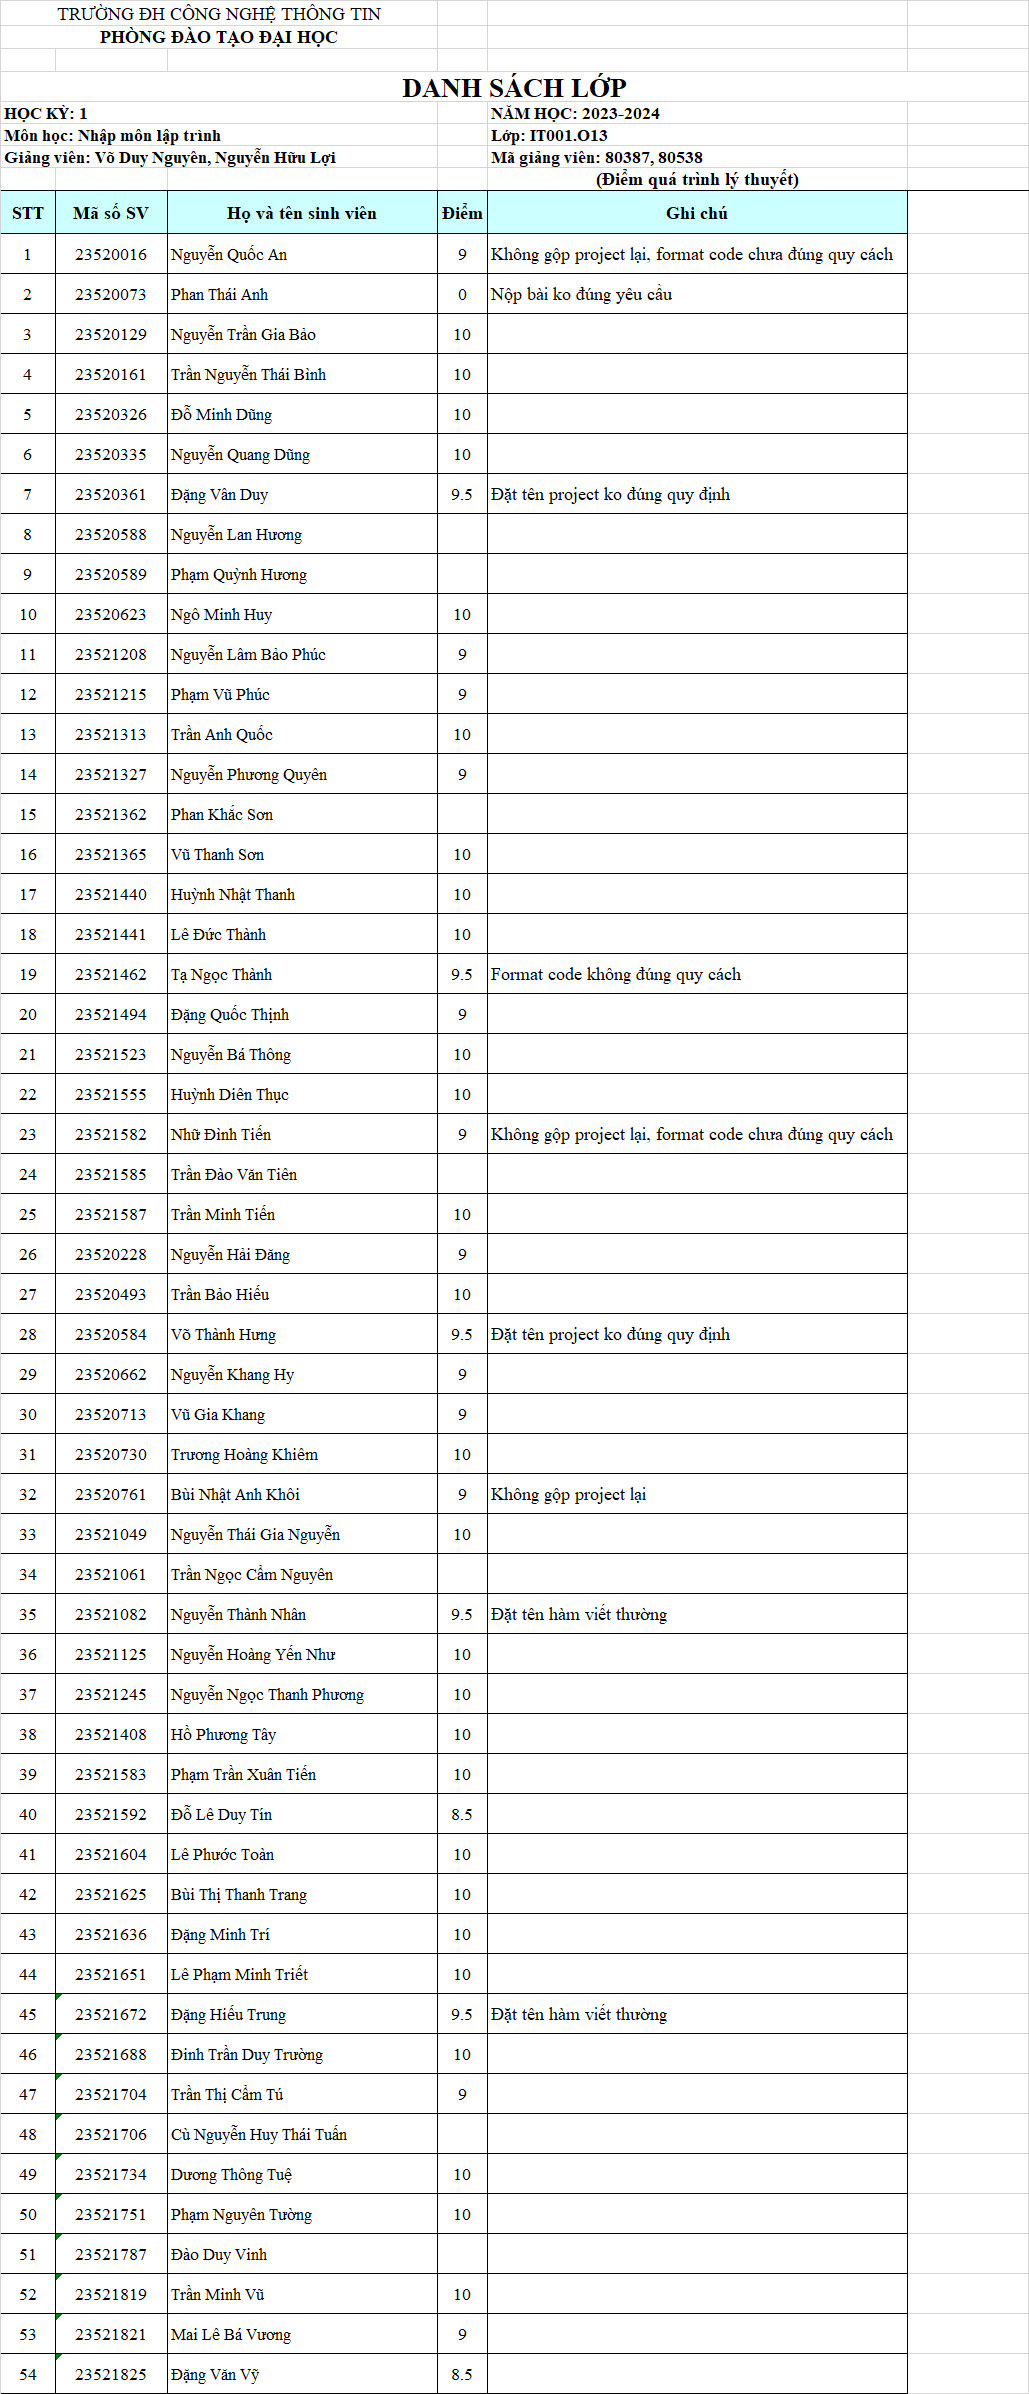 TRƯỜNG ĐH CÔNG NGHỆ THÔNG TIN
PHÒNG ĐÀO TẠO ĐẠI HỌC
DANH SÁCH LỚP
HỌC KỲ: 1 NĂM HỌC: 2023-2024
Môn học: Nhập môn lập trình Lớp: IT001.O13
Giảng viên: Võ Duy Nguyên, Nguyễn Hữu Lợi Mã giảng viên: 80387, 80538
(Điểm quá trình lý thuyết)
STT Mã số SV Họ và tên sinh viên Điểm Ghi chú
1 23520016 Nguyễn Quốc An 9 Không gộp project lại, format code chưa đúng quy cách
2 23520073 Phan Thái Anh 0 Nộp bài ko đúng yêu cầu
3 23520129 Nguyễn Trần Gia Bảo 10
4 23520161 Trần Nguyễn Thái Bình 10
5 23520326 Đỗ Minh Dũng 10
6 23520335 Nguyễn Quang Dũng 10
7 23520361 Đặng Vân Duy 9.5 Đặt tên project ko đúng quy định
8 23520588 Nguyễn Lan Hương
9 23520589 Phạm Quỳnh Hương
10 23520623 Ngô Minh Huy 10
11 23521208 Nguyễn Lâm Bảo Phúc 9
12 23521215 Phạm Vũ Phúc 9
13 23521313 Trần Anh Quốc 10
14 23521327 Nguyễn Phương Quyên 9
15 23521362 Phan Khắc Sơn
16 23521365 Vũ Thanh Sơn 10
17 23521440 Huỳnh Nhật Thanh 10
18 23521441 Lê Đức Thành 10
19 23521462 Tạ Ngọc Thành 9.5 Format code không đúng quy cách
20 23521494 Đặng Quốc Thịnh 9
21 23521523 Nguyễn Bá Thông 10
22 23521555 Huỳnh Diên Thục 10
23 23521582 Nhữ Đình Tiến 9 Không gộp project lại, format code chưa đúng quy cách
24 23521585 Trần Đào Văn Tiên
25 23521587 Trần Minh Tiến 10
26 23520228 Nguyễn Hải Đăng 9
27 23520493 Trần Bảo Hiếu 10
28 23520584 Võ Thành Hưng 9.5 Đặt tên project ko đúng quy định
29 23520662 Nguyễn Khang Hy 9
30 23520713 Vũ Gia Khang 9
31 23520730 Trương Hoàng Khiêm 10
32 23520761 Bùi Nhật Anh Khôi 9 Không gộp project lại
33 23521049 Nguyễn Thái Gia Nguyễn 10
34 23521061 Trần Ngọc Cẩm Nguyên
35 23521082 Nguyễn Thành Nhân 9.5 Đặt tên hàm viết thường
36 23521125 Nguyễn Hoàng Yến Như 10
37 23521245 Nguyễn Ngọc Thanh Phương 10
38 23521408 Hồ Phương Tây 10
39 23521583 Phạm Trần Xuân Tiến 10
40 23521592 Đỗ Lê Duy Tín 8.5
41 23521604 Lê Phước Toàn 10
42 23521625 Bùi Thị Thanh Trang 10
43 23521636 Đặng Minh Trí 10
44 23521651 Lê Phạm Minh Triết 10
45 23521672 Đặng Hiếu Trung 9.5 Đặt tên hàm viết thường
46 23521688 Đinh Trần Duy Trường 10
47 23521704 Trần Thị Cẩm Tú 9
48 23521706 Cù Nguyễn Huy Thái Tuấn
49 23521734 Dương Thông Tuệ 10
50 23521751 Phạm Nguyên Tường 10
51 23521787 Đào Duy Vinh
52 23521819 Trần Minh Vũ 10
53 23521821 Mai Lê Bá Vương 9
54 23521825 Đặng Văn Vỹ 8.5